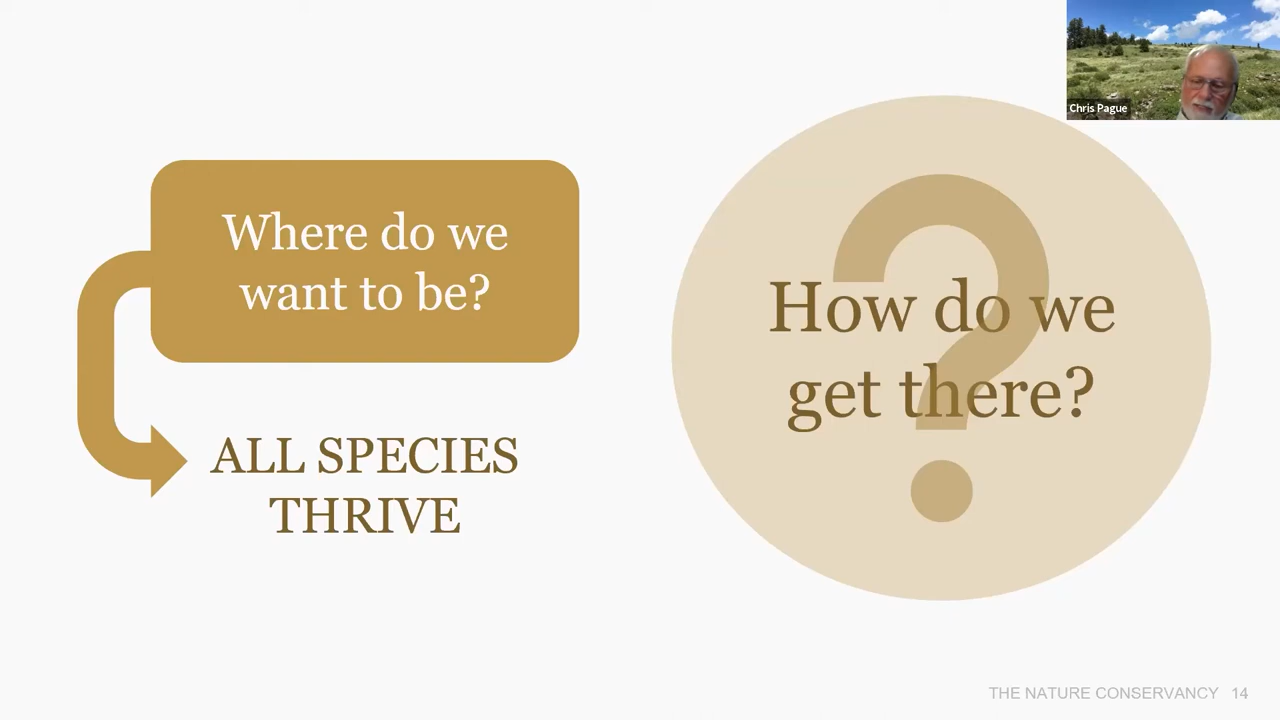 Chris Pague
Where do we
want to be?
ALL SPECIES
THRIVE
How do we
get there?
THE NATURE CONSERVANCY 14